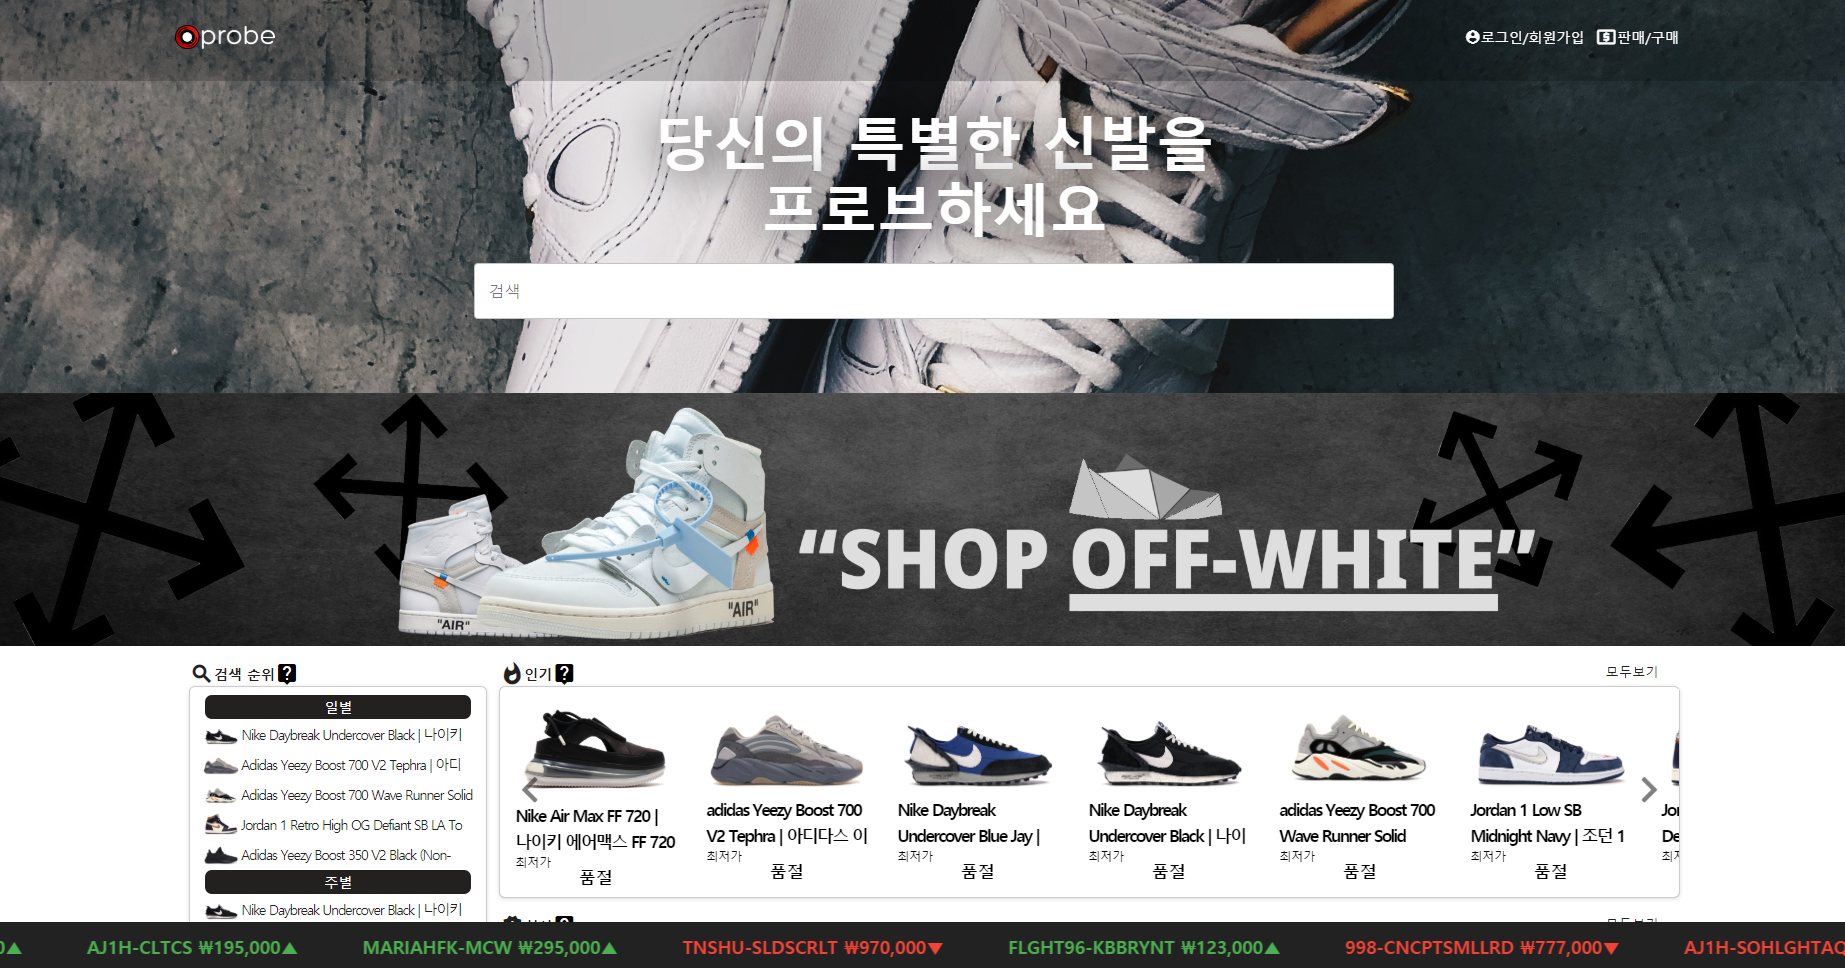 probe
로그인/회원가입
판매/구매
당신의 특별한 신발을
프로브하세요
검색
"AIR"
"AIR"
“SHOP OFF-WHITE”
검색 순위 ?
일별
Nike Daybreak Undercover Black | 나이키
Adidas Yeezy Boost 700 V2 Tephra | 아디
Adidas Yeezy Boost 700 Wave Runner Solid
Jordan 1 Retro High OG Defiant SB LA To
Adidas Yeezy Boost 350 V2 Black (Non-
주별
Nike Daybreak Undercover Black | 나이키
인기 ?
모두보기
Nike Air Max FF 720 |
나이키 에어맥스 FF 720
최저가
품절
adidas Yeezy Boost 700
V2 Tephra | 아디다스 이
최저가
품절
Nike Daybreak
Undercover Blue Jay |
최저가
품절
Nike Daybreak
Undercover Black | 나이
최저가
품절
adidas Yeezy Boost 700
Wave Runner Solid
최저가
품절
Jordan 1 Low SB
Midnight Navy | 조던 1
최저가
품절
0▲
AJ1H-CLTCS ₩195,000▲
MARIAHFK-MCW ₩295,000▲
TNSHU-SLDSCRLT ₩970,000▼
FLGHT96-KBBRYNT ₩123,000▲
998-CNCPTSMLLRD ₩777,000▼
AJ1H-SOHLGHTAC